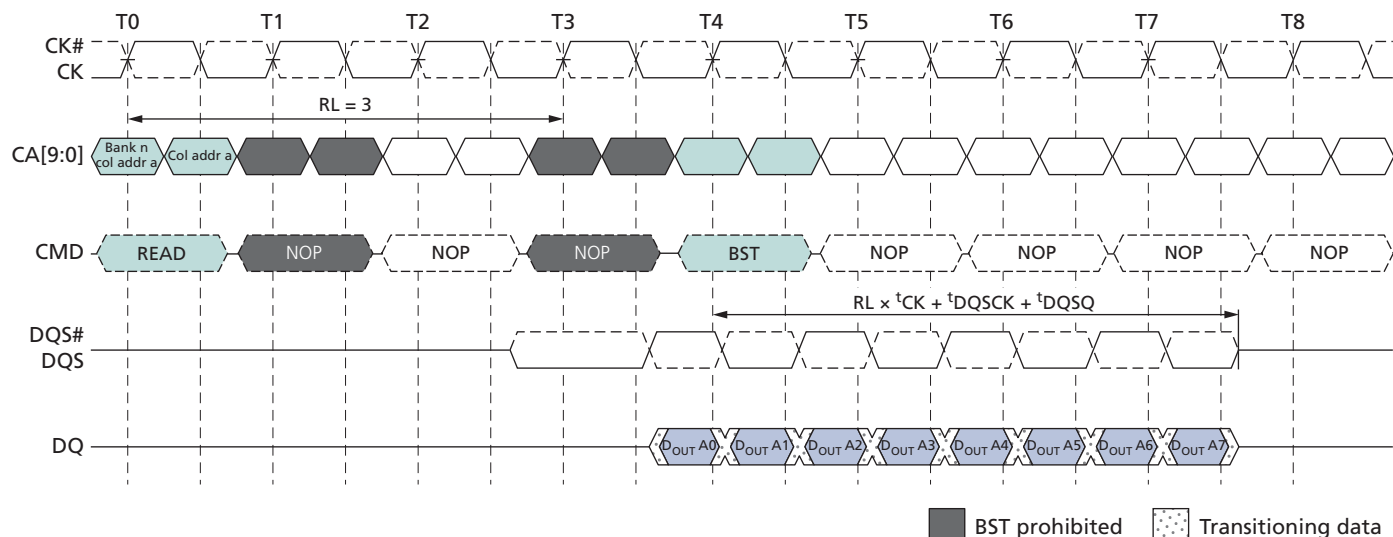 T0 T1 T2 T3 T4 T5 T6 T7 T8
CK#
CK
RL = 3
CA[9:0] Bank n col addr a Col addr a
CMD READ NOP NOP NOP BST NOP NOP NOP NOP
RL × tCK + tDQSCK + tDQSQ
DQS#
DQS
DQ DOUT A0 DOUT A1 DOUT A2 DOUT A3 DOUT A4 DOUT A5 DOUT A6 DOUT A7
BST prohibited Transitioning data